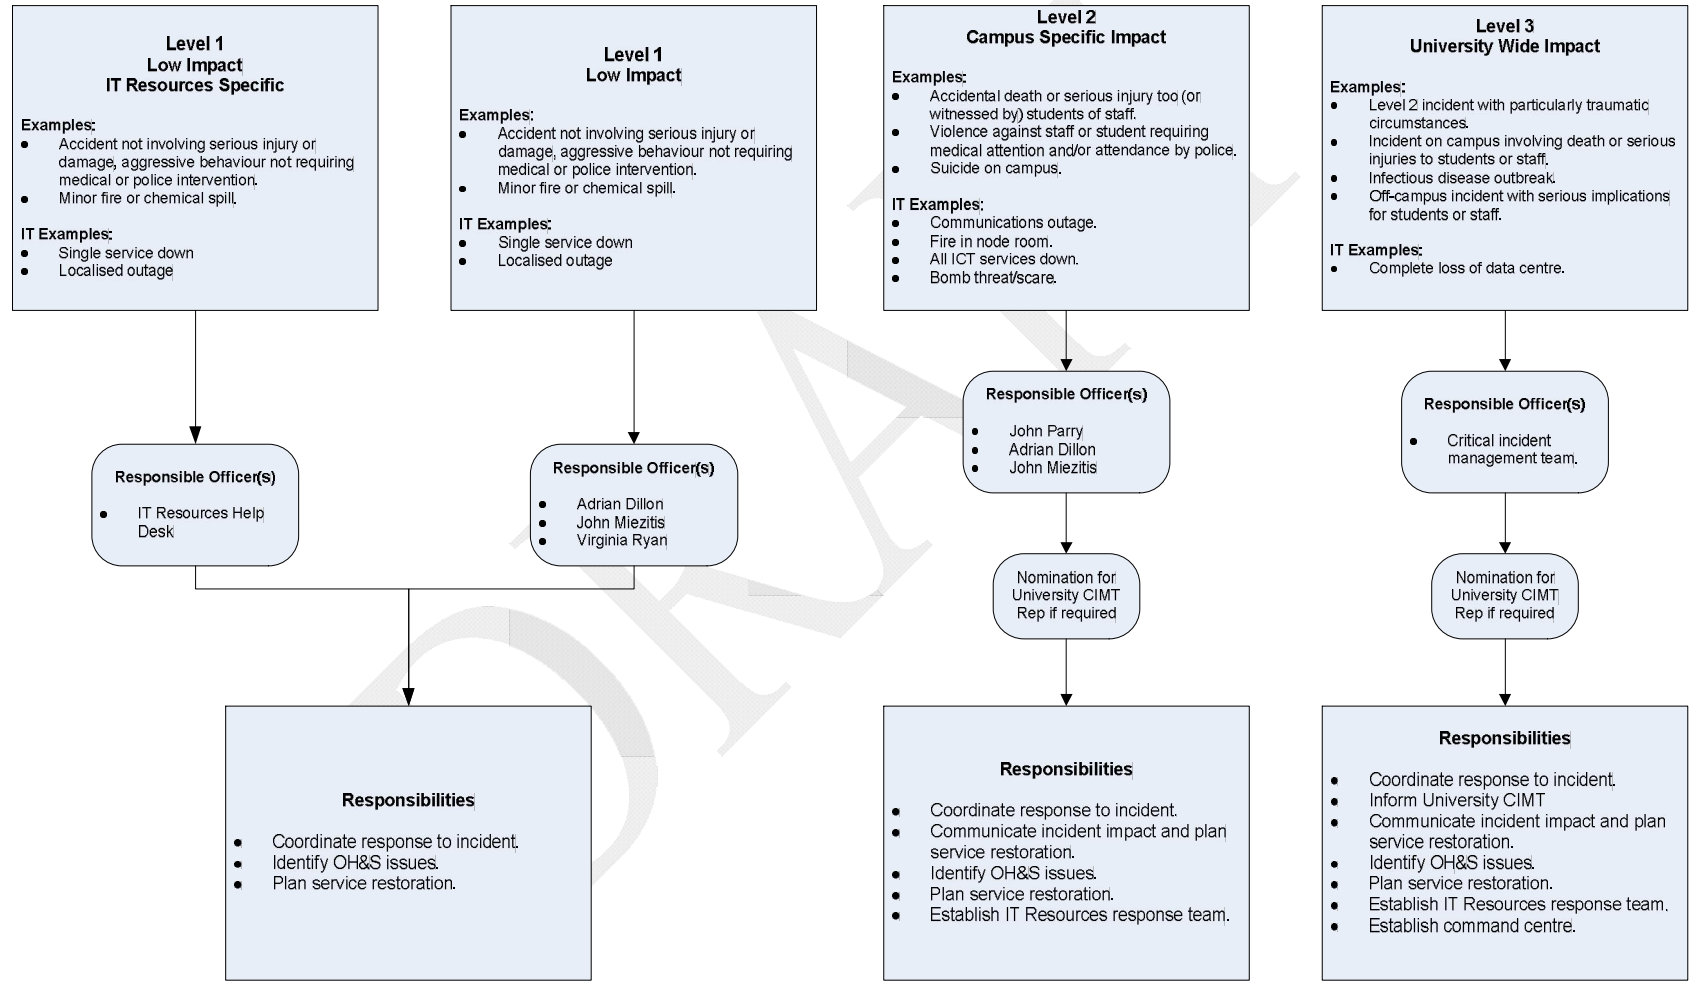 Level 1
Low Impact
IT Resources Specific
Examples:
● Accident not involving serious injury or
damage, aggressive behaviour not requiring
medical or police intervention.
● Minor fire or chemical spill.
IT Examples:
● Single service down
● Localised outage
Level 1
Low Impact
Examples:
● Accident not involving serious injury or
damage, aggressive behaviour not requiring
medical or police intervention.
● Minor fire or chemical spill.
IT Examples:
● Single service down
● Localised outage
Level 2
Campus Specific Impact
Examples:
● Accidental death or serious injury too (or
witnessed by) students of staff.
● Violence against staff or student requiring
medical attention and/or attendance by police.
● Suicide on campus.
IT Examples:
● Communications outage.
● Fire in node room.
● All ICT services down.
● Bomb threat/scare.
Level 3
University Wide Impact
Examples:
● Level 2 incident with particularly traumatic
circumstances.
● Incident on campus involving death or serious
injuries to students or staff.
● Infectious disease outbreak.
● Off-campus incident with serious implications
for students or staff.
IT Examples:
● Complete loss of data centre.
Responsible Officer(s)
● IT Resources Help
Desk
Responsible Officer(s)
● Adrian Dillon
● John Miezitis
● Virginia Ryan
Responsible Officer(s)
● John Parry
● Adrian Dillon
● John Miezitis
Responsible Officer(s)
● Critical incident
management team.
Nomination for
University CIMT
Rep if required
Nomination for
University CIMT
Rep if required
Responsibilities
● Coordinate response to incident.
● Identify OH&S issues.
● Plan service restoration.
Responsibilities
● Coordinate response to incident.
● Communicate incident impact and plan
service restoration.
● Identify OH&S issues.
● Plan service restoration.
● Establish IT Resources response team.
Responsibilities
● Coordinate response to incident.
● Inform University CIMT
● Communicate incident impact and plan
service restoration.
● Identify OH&S issues.
● Plan service restoration.
● Establish IT Resources response team.
● Establish command centre.
DRAFT